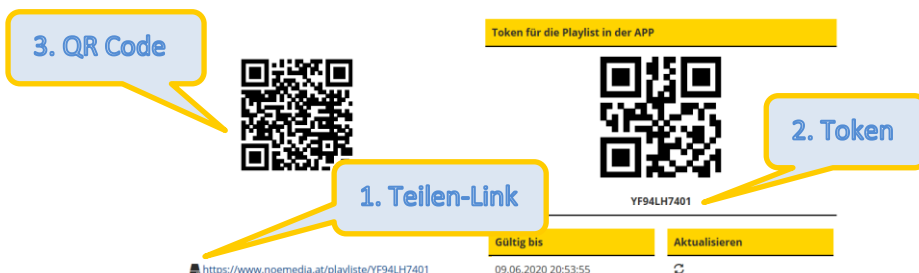 3. QR Code
Token für die Playlist in der APP
2. Token
1. Teilen-Link
YF94LH7401
Gültig bis
Aktualisieren
https://www.noemedia.at/playliste/YF94LH7401
09.06.2020 20:53:55